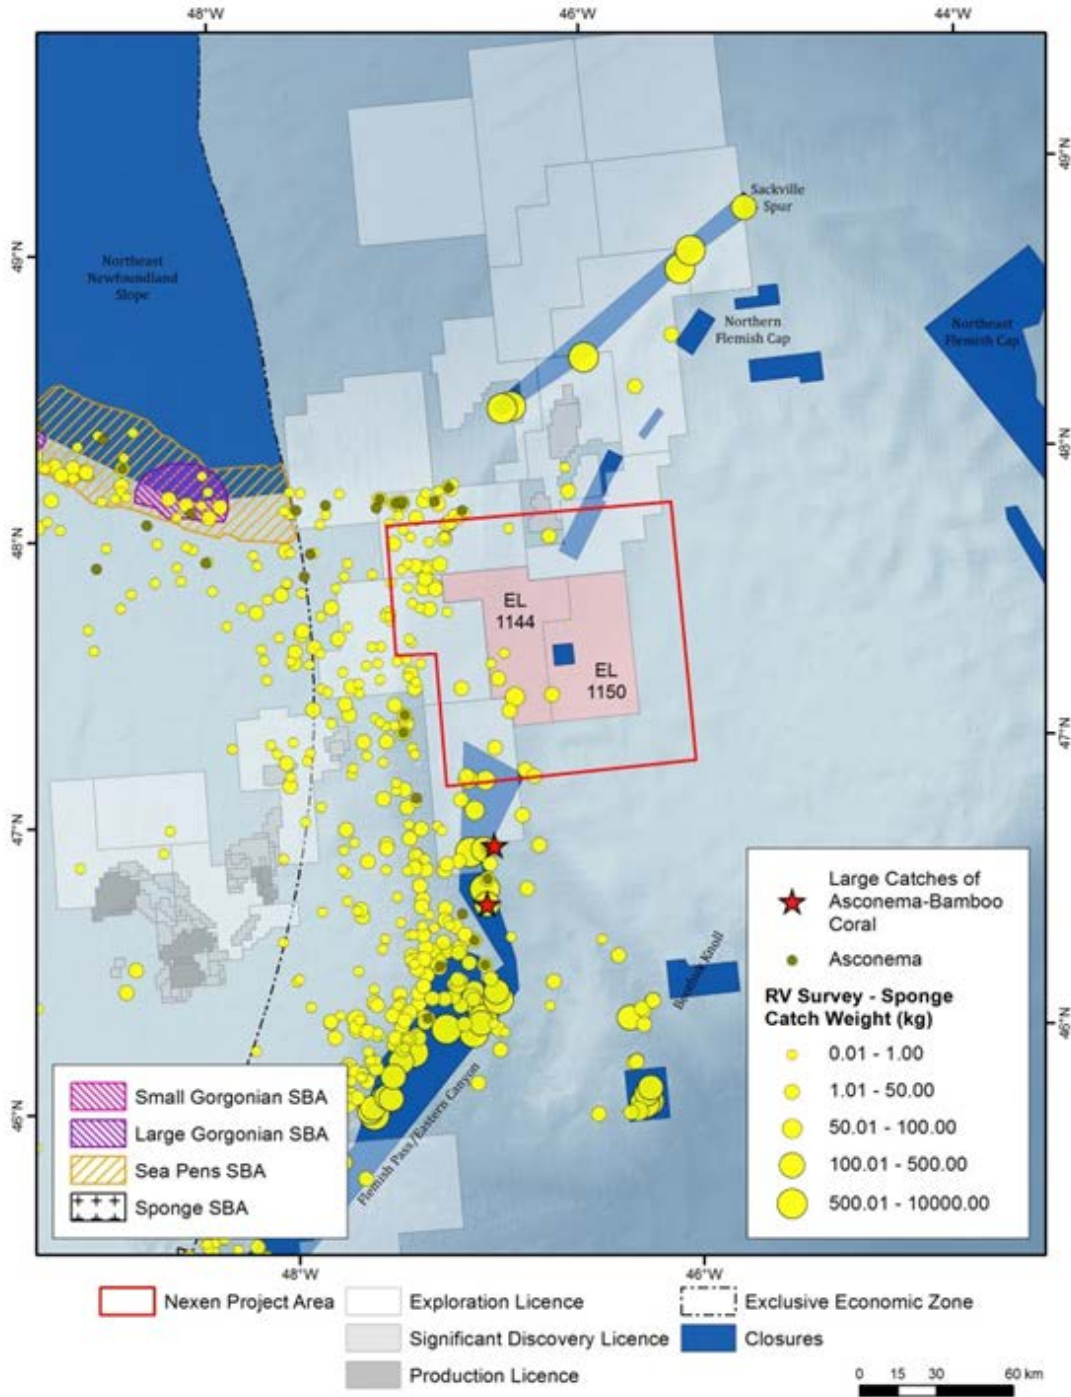 48°W
46°W
44°W
49°N
49°N
48°N
48°N
47°N
47°N
46°N
46°N
Sackville
Spur
Northeast
Newfoundland
Slope
Northern
Flemish Cap
Northeast
Flemish Cap
EL
1144
EL
1150
Beothuk Knoll
Flemish Pass/Eastern Canyon
Large Catches of
Asconema-Bamboo
Coral
Asconema
RV Survey - Sponge
Catch Weight (kg)
0.01 - 1.00
1.01 - 50.00
50.01 - 100.00
100.01 - 500.00
500.01 - 10000.00
Small Gorgonian SBA
Large Gorgonian SBA
Sea Pens SBA
Sponge SBA
48°W
46°W
Nexen Project Area
Exploration Licence
Exclusive Economic Zone
Significant Discovery Licence
Closures
Production Licence
0 15 30 60 km